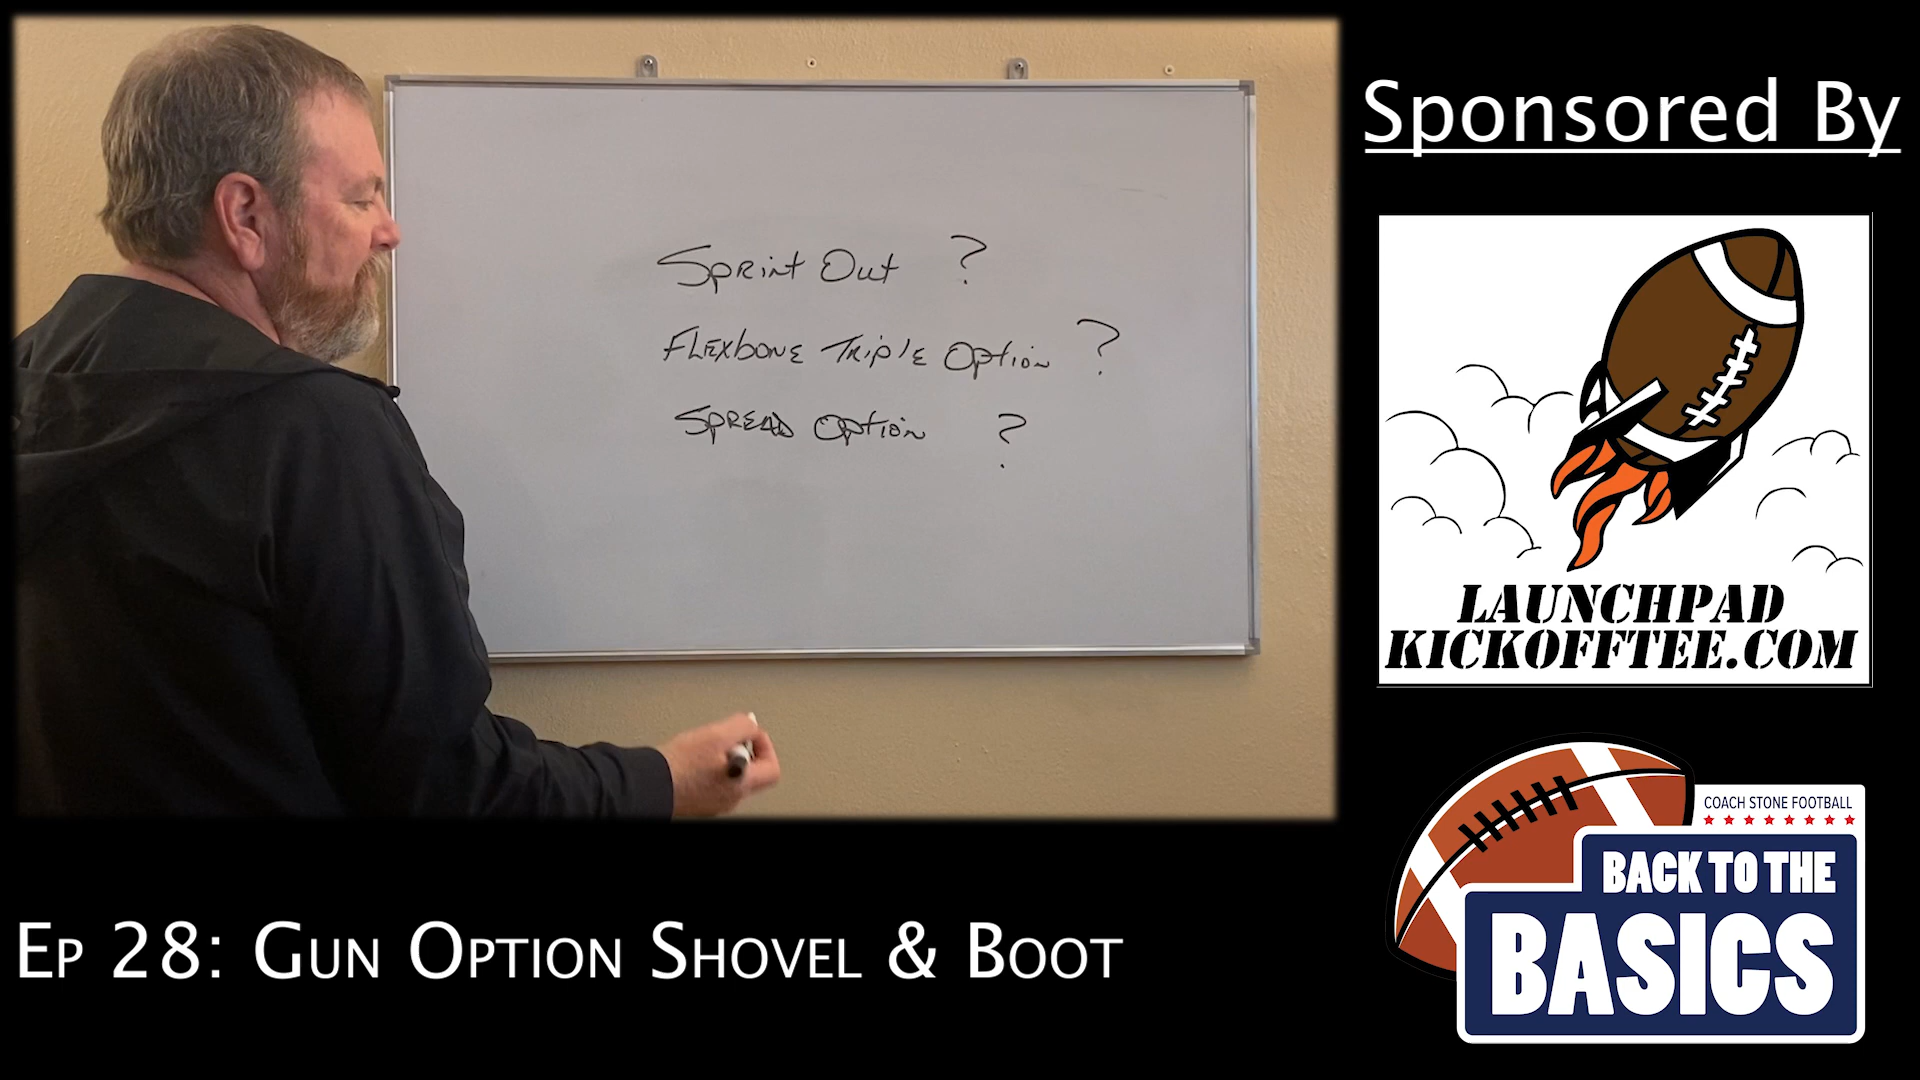 Sprint Out ?
Flexbone Triple Option ?
Spread Option ?
Sponsored By
LAUNCHPAD
KICKOFFTEE.COM
COACH STONE FOOTBALL
BACK TO THE
BASICS
Ep 28: Gun Option Shovel & Boot